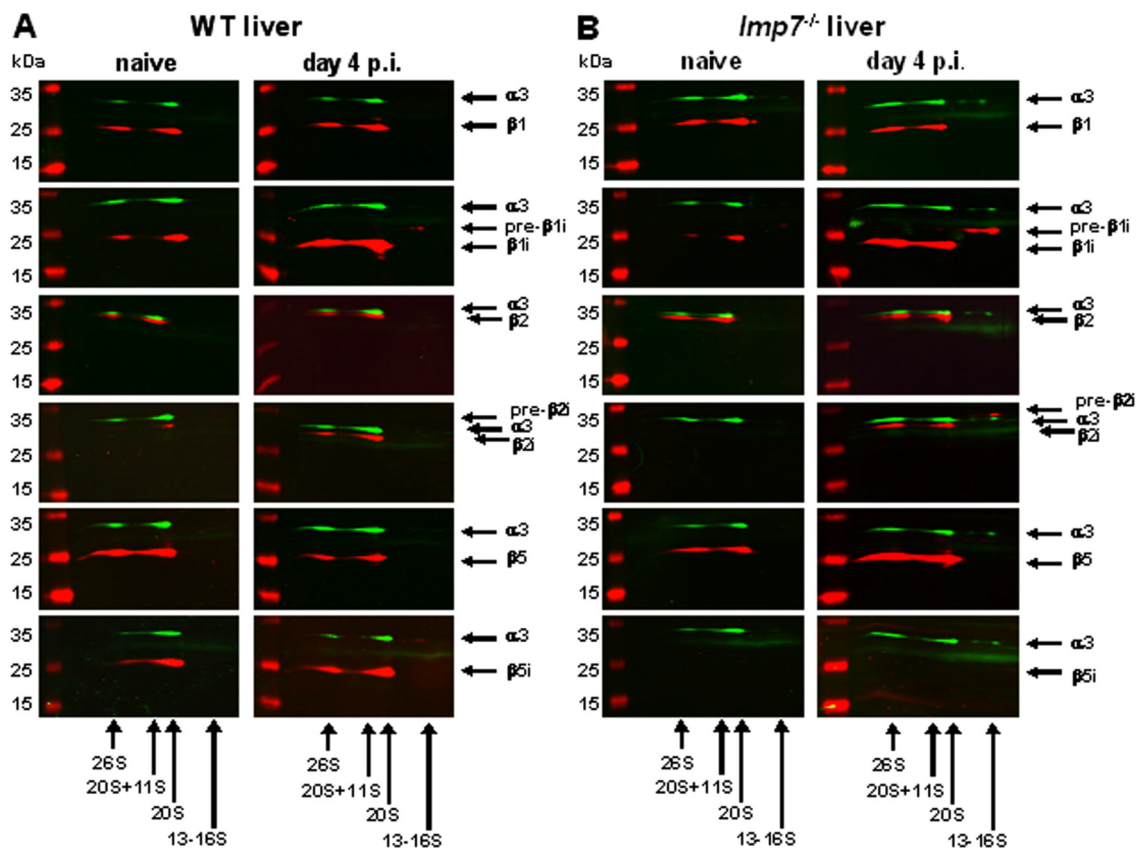 A WT liver
B lmp7-/- liver
kDa naive day 4 p.i.
kDa naive day 4 p.i.
35 α3 35 α3
25 β1 25 β1
15 15
35 α3 35 α3
pre-β1i pre-β1i
25 β1i 25 β1i
15 15
35 α3 35 α3
β2 β2
25 25
15 15
pre-β2i pre-β2i
35 α3 35 α3
β2i β2i
25 25
15 15
35 α3 35 α3
25 β5 25 β5
15 15
35 α3 35 α3
25 β5i 25 β5i
15 15
26S 26S 26S 26S
20S+11S 20S+11S 20S+11S 20S+11S
20S 20S 20S 20S
13-16S 13-16S 13-16S 13-16S